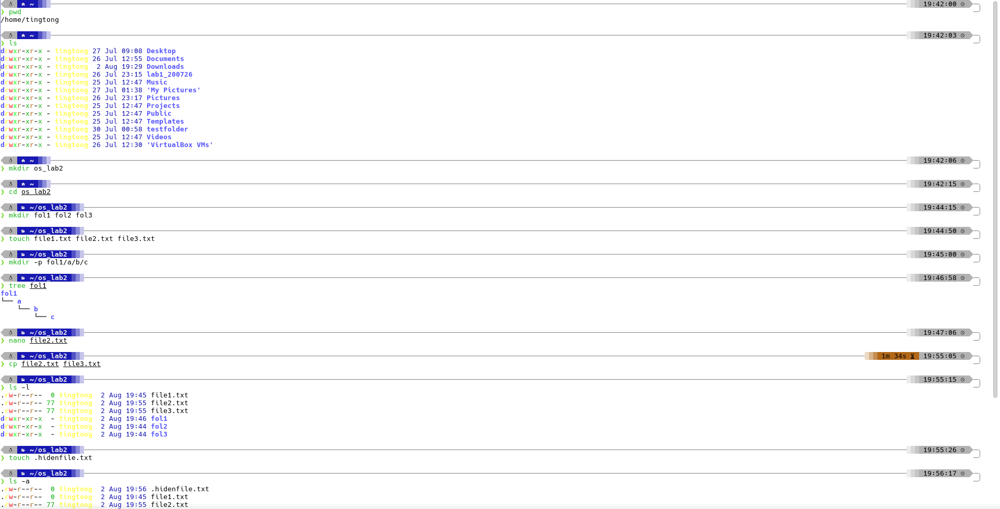 ~ 19:42:00
❯ pwd
/home/tingtong
~ 19:42:03
❯ ls
drwxr-xr-x - tingtong 27 Jul 09:08 Desktop
drwxr-xr-x - tingtong 26 Jul 12:55 Documents
drwxr-xr-x - tingtong  2 Aug 19:29 Downloads
drwxr-xr-x - tingtong 26 Jul 23:15 lab1_200726
drwxr-xr-x - tingtong 25 Jul 12:47 Music
drwxr-xr-x - tingtong 27 Jul 01:38 'My Pictures'
drwxr-xr-x - tingtong 26 Jul 23:17 Pictures
drwxr-xr-x - tingtong 25 Jul 12:47 Projects
drwxr-xr-x - tingtong 25 Jul 12:47 Public
drwxr-xr-x - tingtong 25 Jul 12:47 Templates
drwxr-xr-x - tingtong 30 Jul 00:58 testfolder
drwxr-xr-x - tingtong 25 Jul 12:47 Videos
drwxr-xr-x - tingtong 26 Jul 12:30 'VirtualBox VMs'
~ 19:42:06
❯ mkdir os_lab2
~ 19:42:15
❯ cd os_lab2
~/os_lab2 19:44:15
❯ mkdir fol1 fol2 fol3
~/os_lab2 19:44:50
❯ touch file1.txt file2.txt file3.txt
~/os_lab2 19:45:00
❯ mkdir -p fol1/a/b/c
~/os_lab2 19:46:58
❯ tree fol1
fol1
└── a
    └── b
        └── c
~/os_lab2 19:47:06
❯ nano file2.txt
~/os_lab2 1m 34s 19:55:05
❯ cp file2.txt file3.txt
~/os_lab2 19:55:15
❯ ls -l
.rw-r--r--  0 tingtong  2 Aug 19:45 file1.txt
.rw-r--r-- 77 tingtong  2 Aug 19:55 file2.txt
.rw-r--r-- 77 tingtong  2 Aug 19:55 file3.txt
drwxr-xr-x  - tingtong  2 Aug 19:46 fol1
drwxr-xr-x  - tingtong  2 Aug 19:44 fol2
drwxr-xr-x  - tingtong  2 Aug 19:44 fol3
~/os_lab2 19:55:26
❯ touch .hidenfile.txt
~/os_lab2 19:56:17
❯ ls -a
.rw-r--r--  0 tingtong  2 Aug 19:56 .hidenfile.txt
.rw-r--r--  0 tingtong  2 Aug 19:45 file1.txt
.rw-r--r-- 77 tingtong  2 Aug 19:55 file2.txt